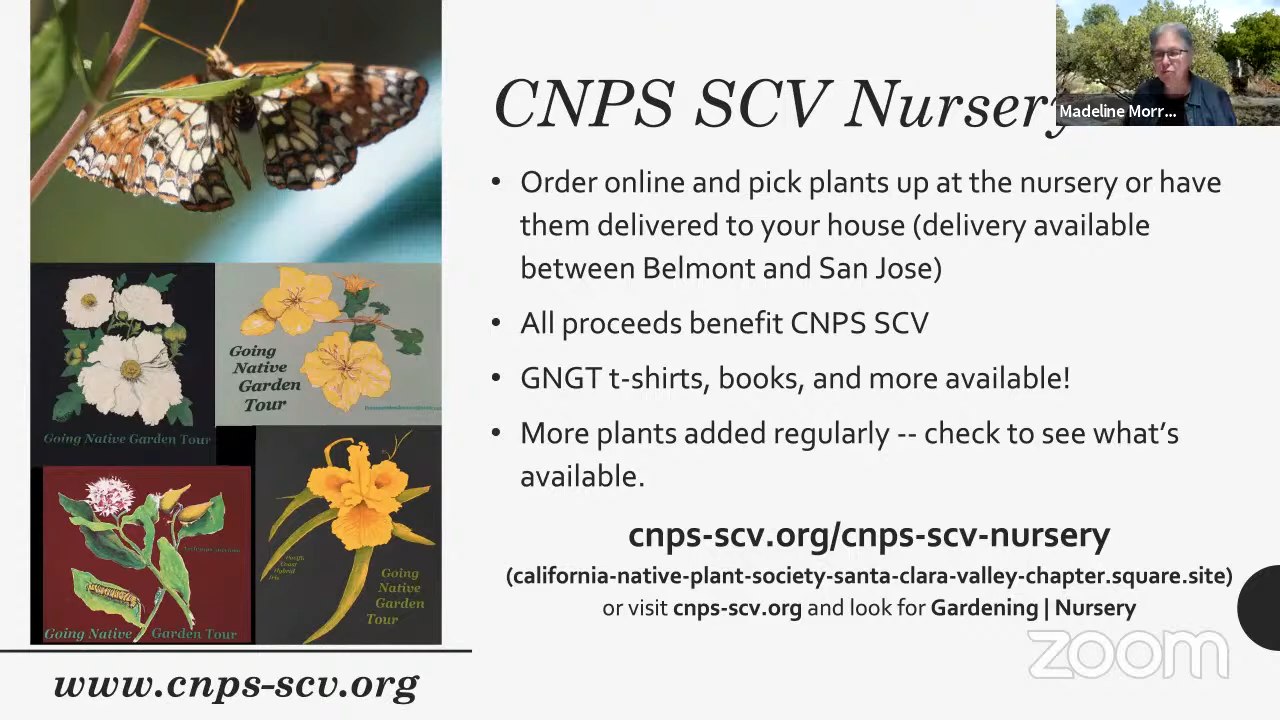 CNPS SCV Nursery
Madeline Morr...
• Order online and pick plants up at the nursery or have
them delivered to your house (delivery available
between Belmont and San Jose)
• All proceeds benefit CNPS SCV
• GNGT t-shirts, books, and more available!
• More plants added regularly -- check to see what's
available.
cnps-scv.org/cnps-scv-nursery
(california-native-plant-society-santa-clara-valley-chapter.square.site)
or visit cnps-scv.org and look for Gardening | Nursery
zoom
Going Native Garden Tour
Going
Native
Garden
Tour
Going Native Garden Tour
Pacific
Coast
Hybrid
Iris
Going
Native
Garden
Tour
www.cnps-scv.org